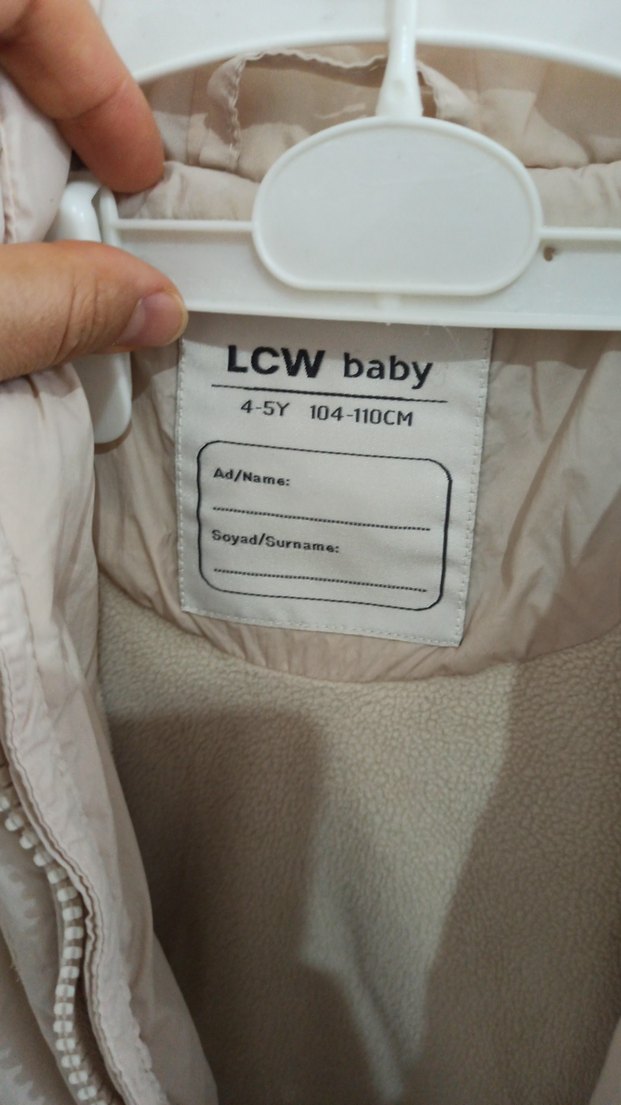 LCW baby
4-5Y 104-110CM
Ad/Name:
Soyad/Surname: